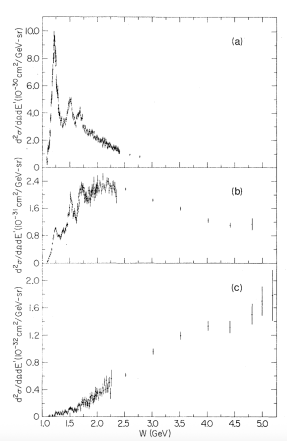 (a)
d²σ/dΩdE'(10⁻³⁰cm²/GeV-sr)
10.0
8.0
6.0
4.0
2.0
0
(b)
d²σ/dΩdE'(10⁻³¹cm²/GeV-sr)
2.4
1.6
0.8
0
(c)
d²σ/dΩdE'(10⁻³²cm²/GeV-sr)
2.0
1.6
1.2
0.8
0.4
0
1.0 1.5 2.0 2.5 3.0 3.5 4.0 4.5 5.0
W (GeV)